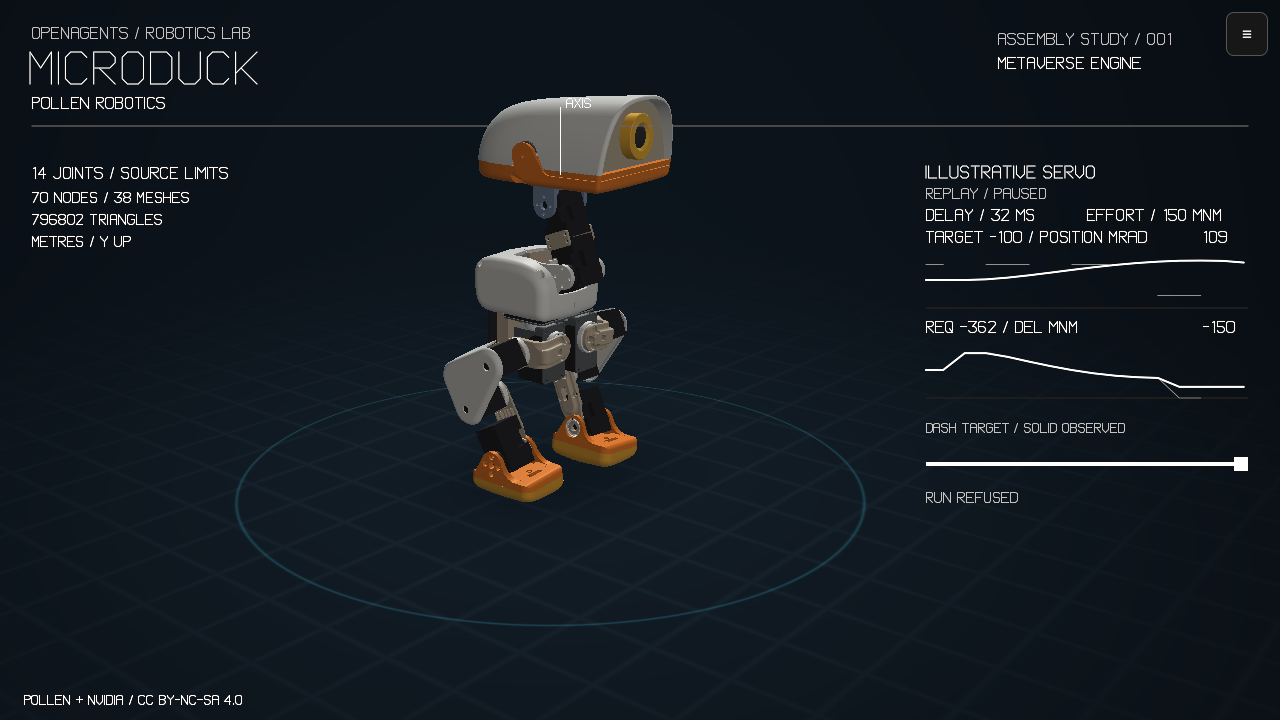 OPENAGENTS / ROBOTICS LAB
MICRODUCK
POLLEN ROBOTICS
ASSEMBLY STUDY / 001
METAVERSE ENGINE
AXIS
14 JOINTS / SOURCE LIMITS
70 NODES / 38 MESHES
796802 TRIANGLES
METRES / Y UP
ILLUSTRATIVE SERVO
REPLAY / PAUSED
DELAY / 32 MS EFFORT / 150 MNM
TARGET -100 / POSITION MRAD 109
REQ -362 / DEL MNM -150
DASH TARGET / SOLID OBSERVED
RUN REFUSED
POLLEN + NVIDIA / CC BY-NC-SA 4.0